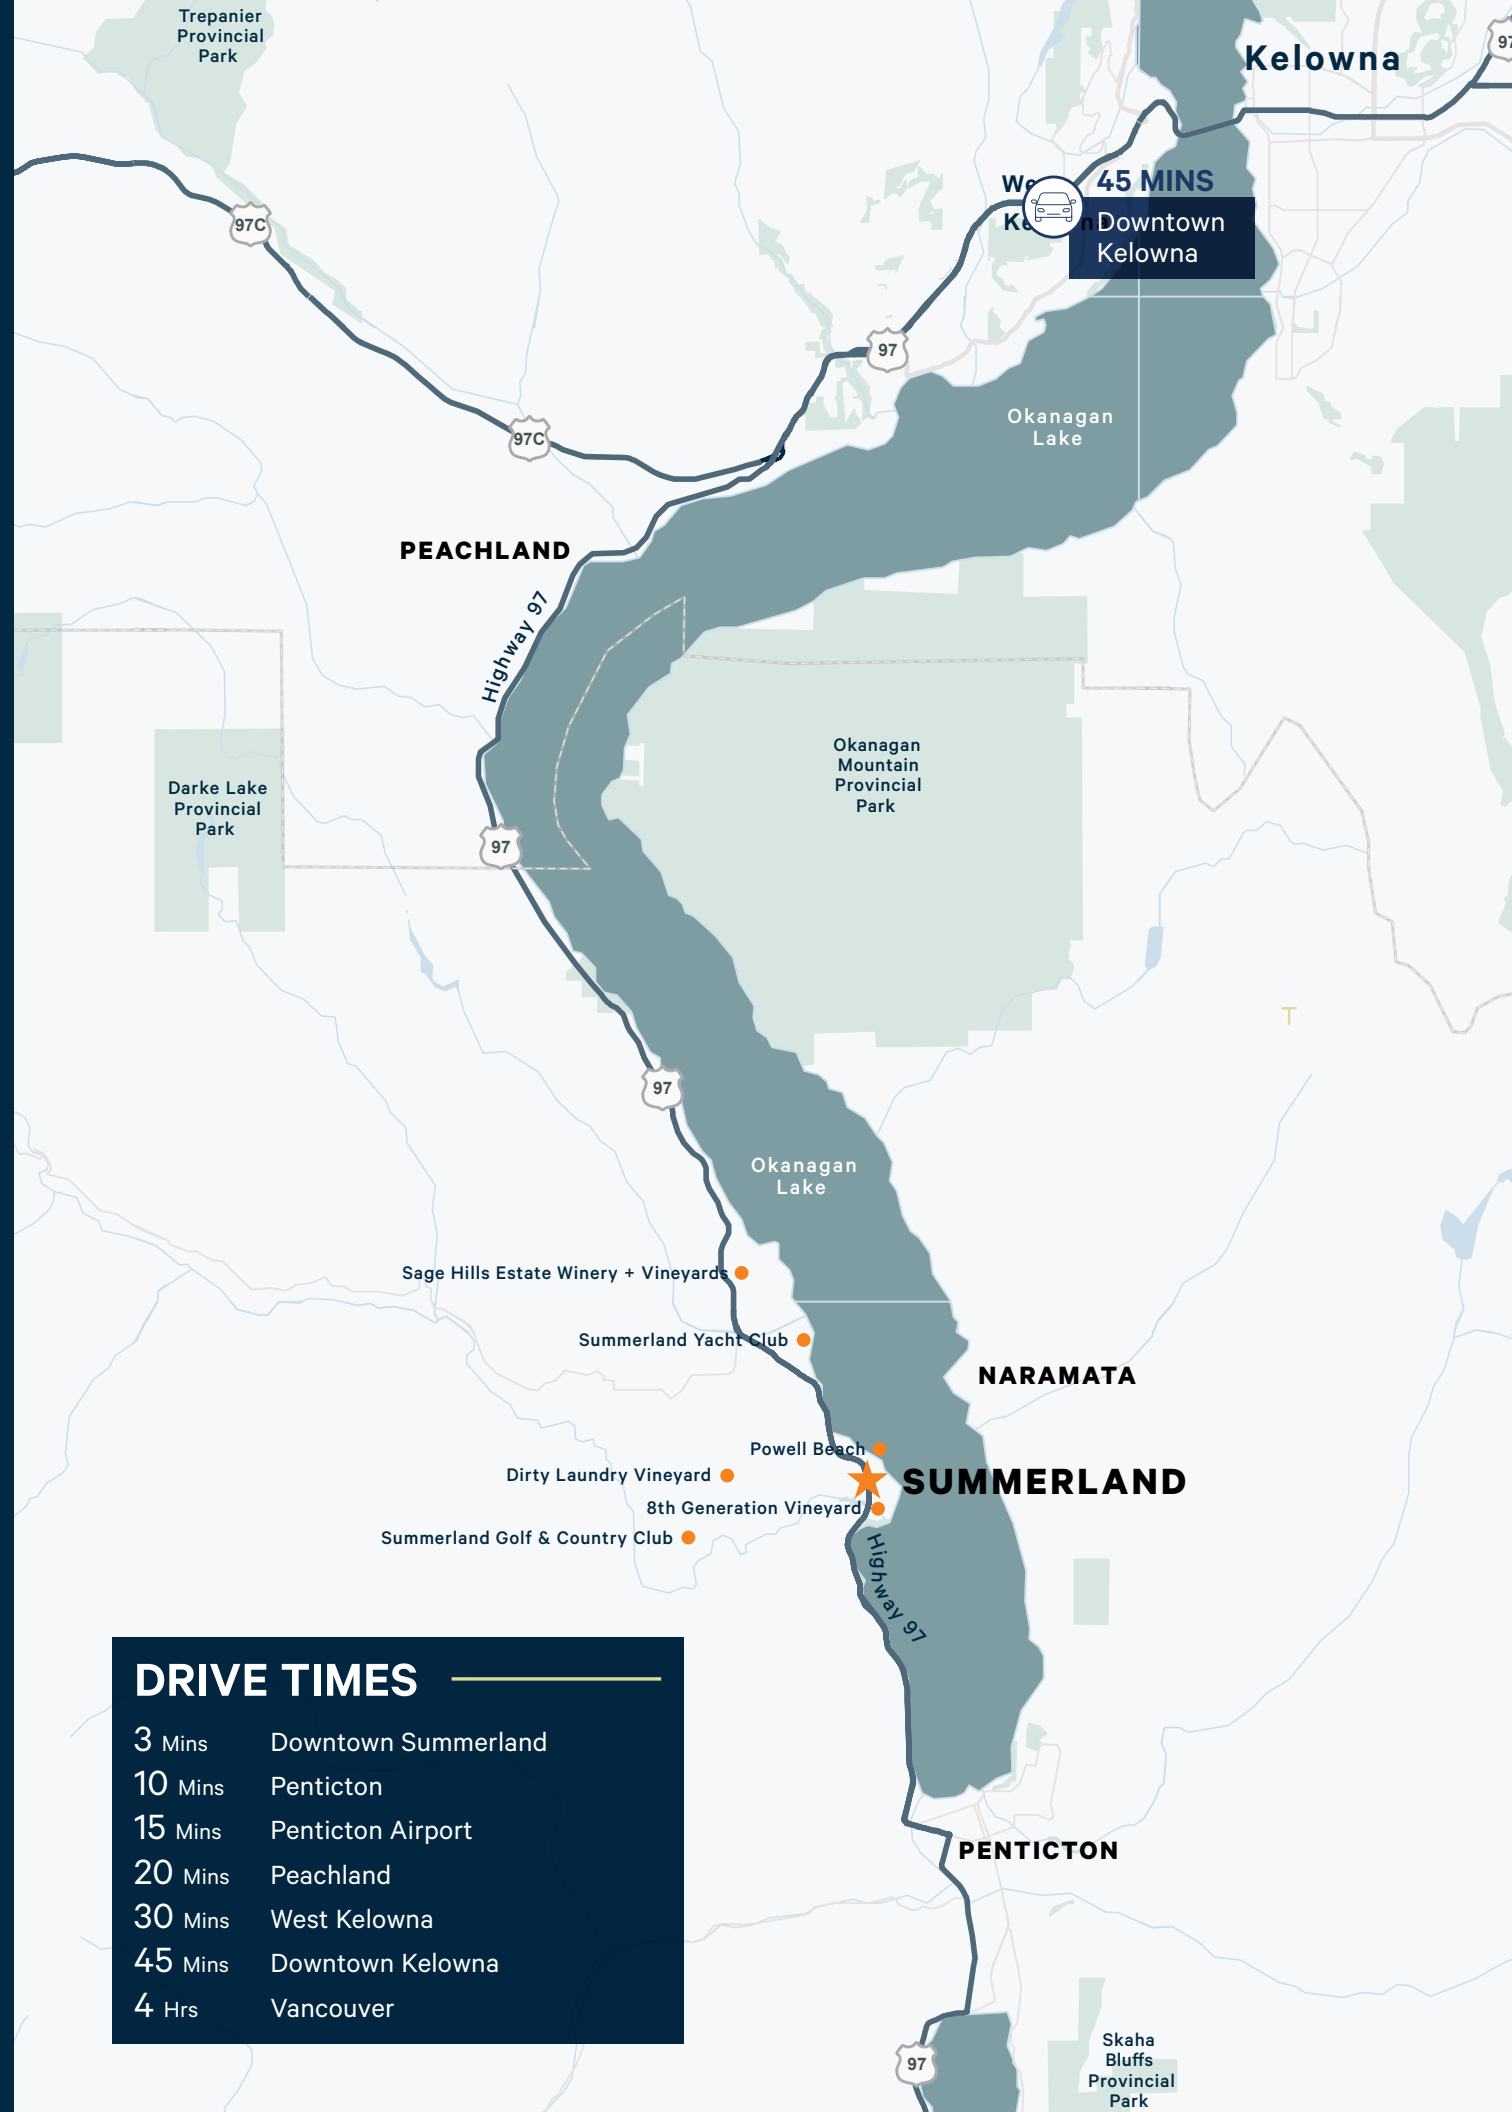 Trepanier
Provincial
Park
Kelowna
97
45 MINS
We
Ke na
Downtown
Kelowna
97C
97
Okanagan
Lake
97C
PEACHLAND
Highway 97
Okanagan
Mountain
Provincial
Park
Darke Lake
Provincial
Park
97
T
97
Okanagan
Lake
Sage Hills Estate Winery + Vineyards
Summerland Yacht Club
NARAMATA
Powell Beach
Dirty Laundry Vineyard
SUMMERLAND
8th Generation Vineyard
Summerland Golf & Country Club
Highway 97
DRIVE TIMES
3 Mins Downtown Summerland
10 Mins Penticton
15 Mins Penticton Airport
20 Mins Peachland
30 Mins West Kelowna
45 Mins Downtown Kelowna
4 Hrs Vancouver
PENTICTON
97
Skaha
Bluffs
Provincial
Park